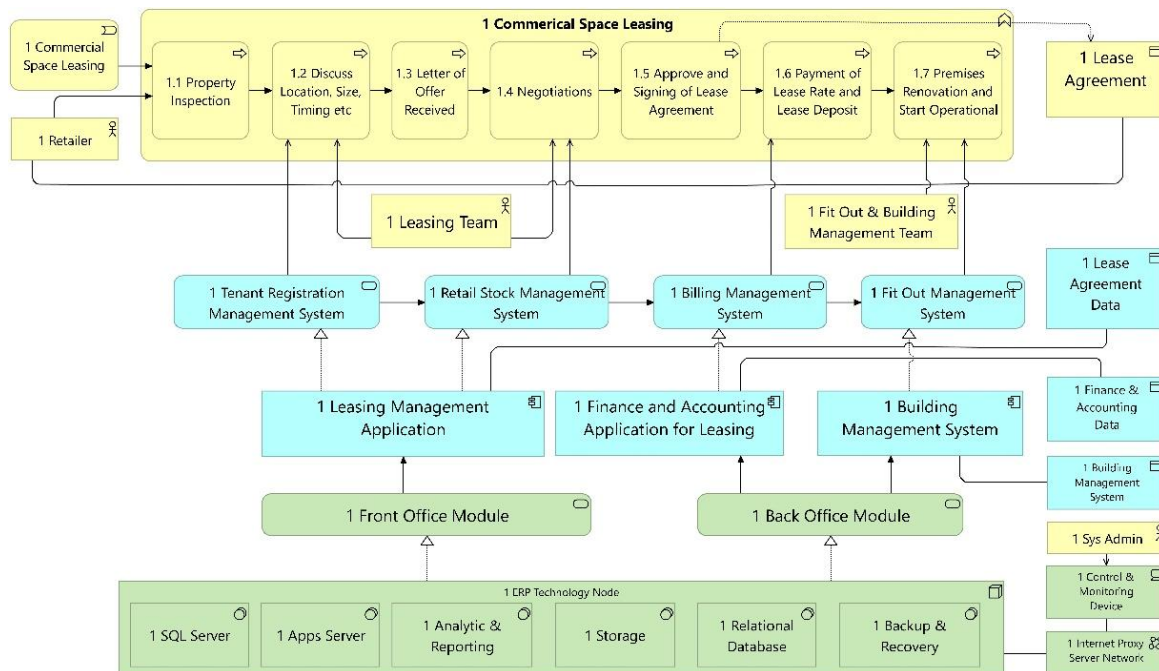 1 Commerical Space Leasing
1 Commercial
Space Leasing
1.1 Property
Inspection
1.2 Discuss
Location, Size,
Timing etc
1.3 Letter of
Offer
Received
1.4 Negotiations
1.5 Approve and
Signing of Lease
Agreement
1.6 Payment of
Lease Rate and
Lease Deposit
1.7 Premises
Renovation and
Start Operational
1 Lease
Agreement
1 Retailer
1 Leasing Team
1 Fit Out & Building
Management Team
1 Tenant Registration
Management System
1 Retail Stock Management
System
1 Billing Management
System
1 Fit Out Management
System
1 Lease
Agreement
Data
1 Leasing Management
Application
1 Finance and Accounting
Application for Leasing
1 Building
Management System
1 Finance &
Accounting
Data
1 Building
Management
System
1 Front Office Module
1 Back Office Module
1 Sys Admin
1 ERP Technology Node
1 SQL Server
1 Apps Server
1 Analytic &
Reporting
1 Storage
1 Relational
Database
1 Backup &
Recovery
1 Control &
Monitoring
Device
1 Internet Proxy
Server Network